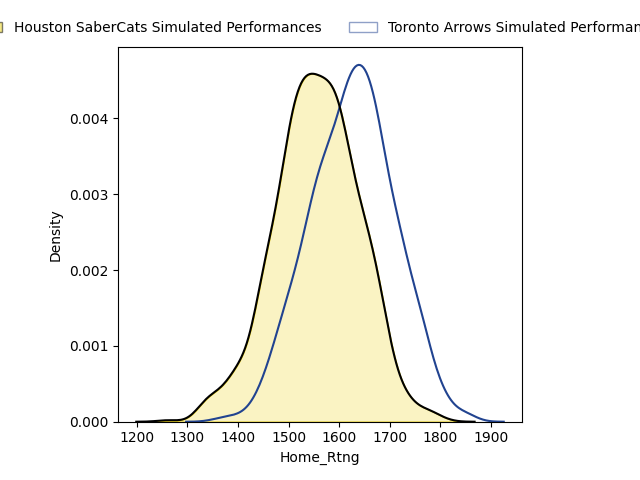 Houston SaberCats Simulated Performances
Toronto Arrows Simulated
Density
0.004
0.003
0.002
0.001
0.000
1200 1300 1400 1500 1600 1700 1800 1900
Home_Rtng